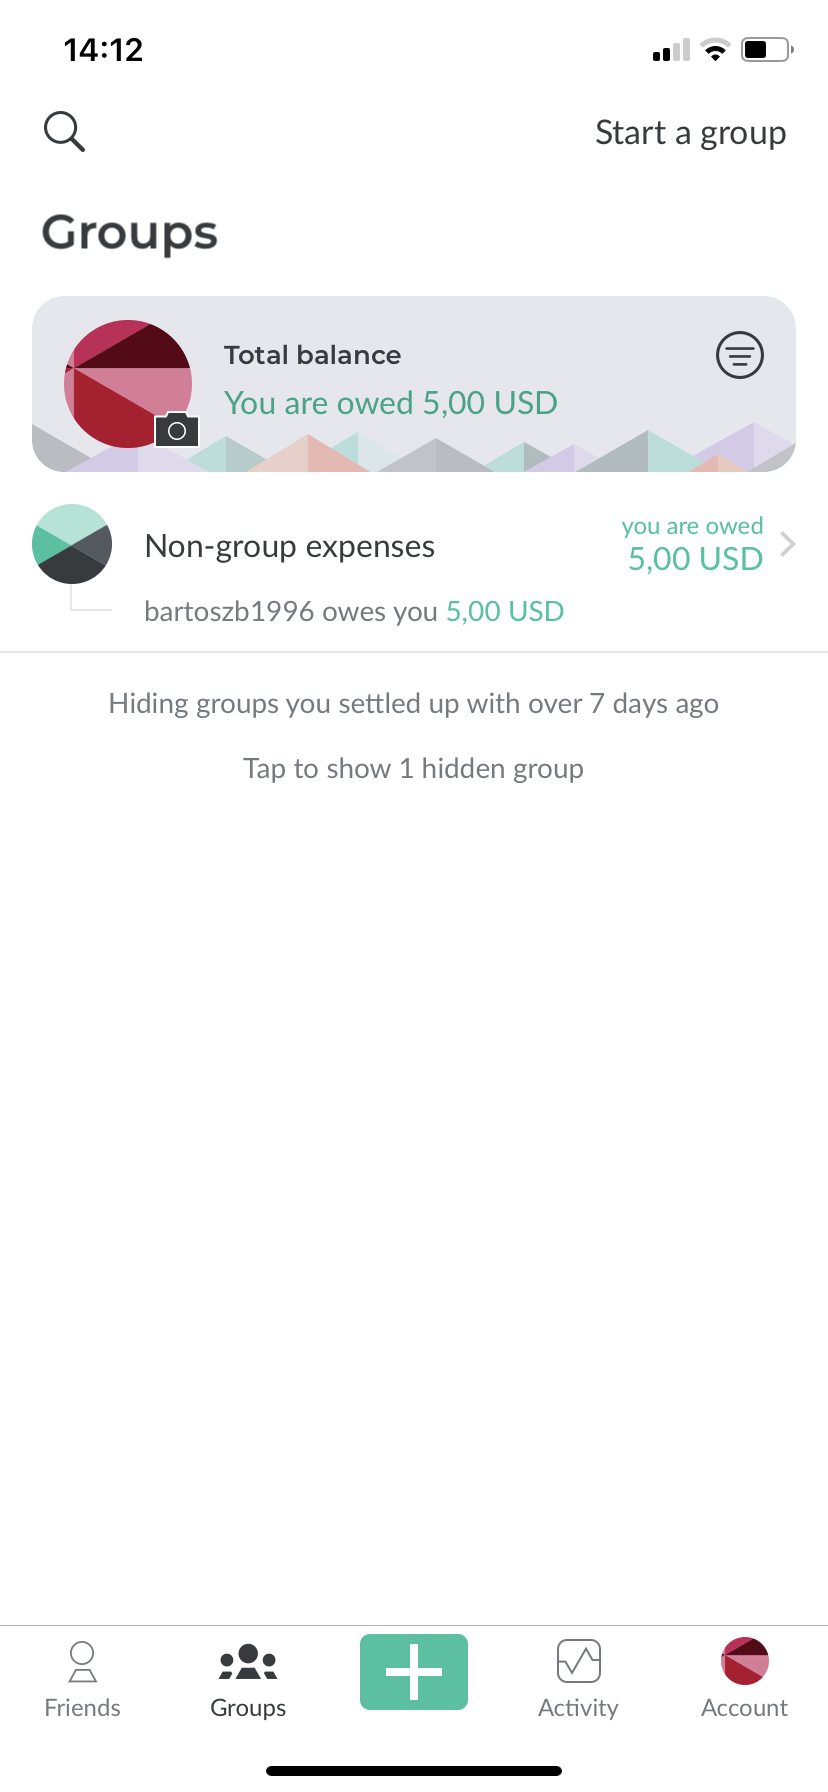 14:12
Start a group
Groups
Total balance
You are owed 5,00 USD
Non-group expenses
you are owed
5,00 USD
bartoszb1996 owes you 5,00 USD
Hiding groups you settled up with over 7 days ago
Tap to show 1 hidden group
Friends
Groups
Activity
Account